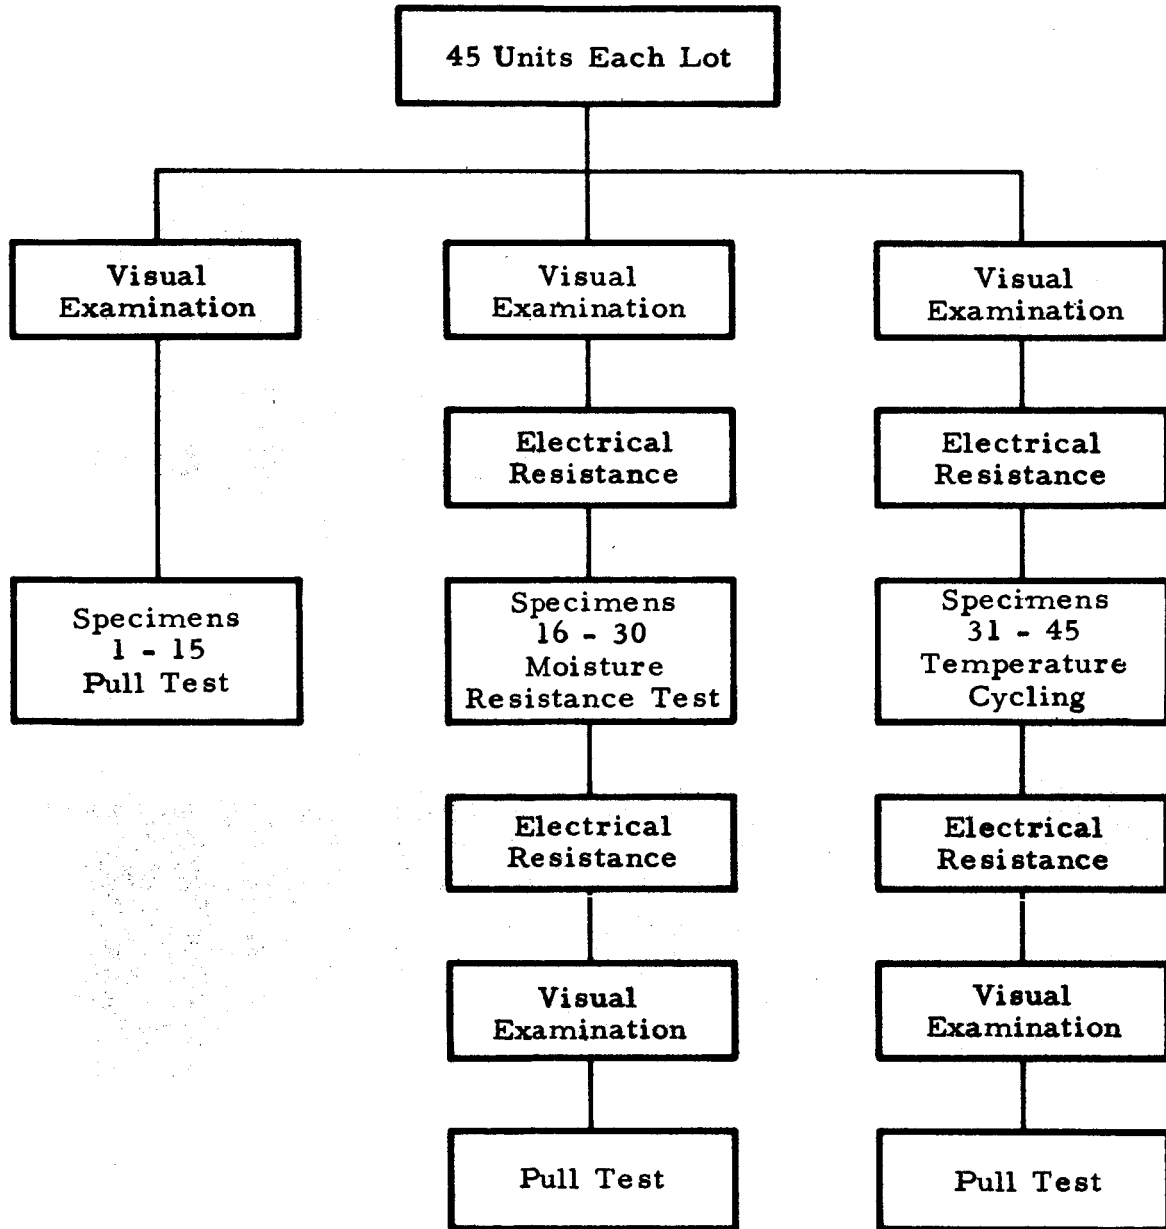 45 Units Each Lot
Visual
Examination
Specimens
1 - 15
Pull Test
Visual
Examination
Electrical
Resistance
Specimens
16 - 30
Moisture
Resistance Test
Electrical
Resistance
Visual
Examination
Pull Test
Visual
Examination
Electrical
Resistance
Specimens
31 - 45
Temperature
Cycling
Electrical
Resistance
Visual
Examination
Pull Test